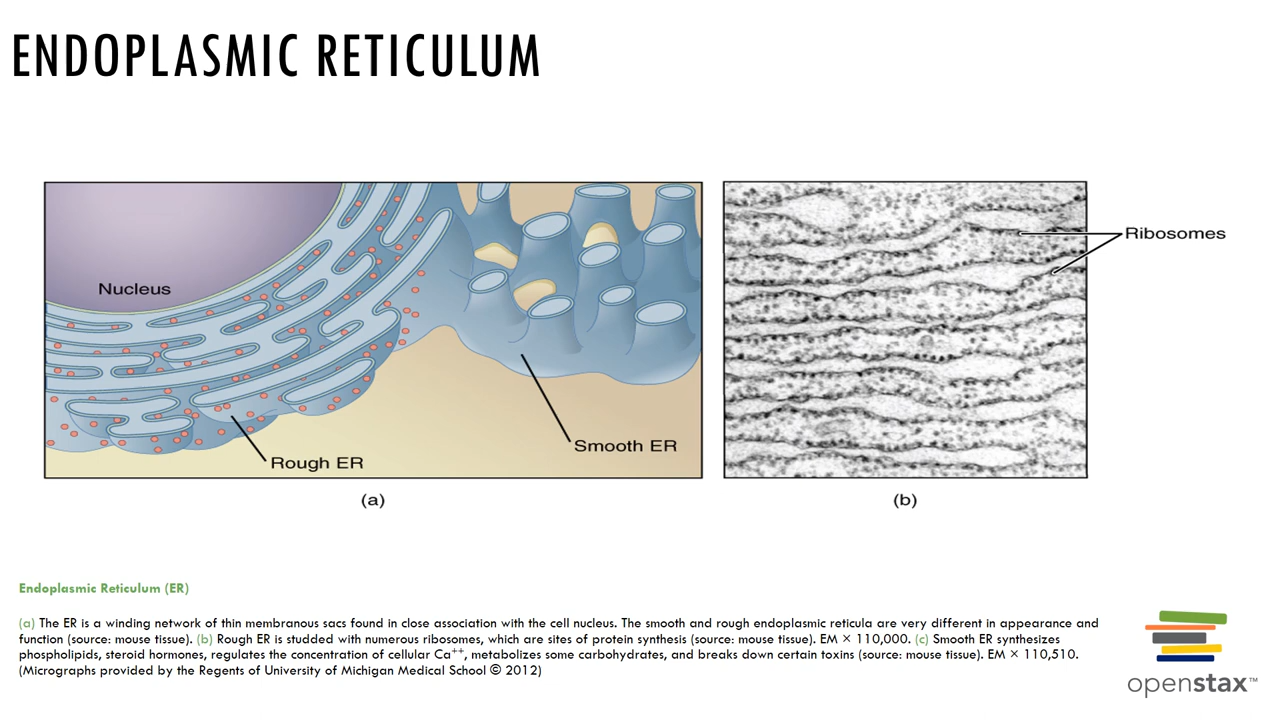 ENDOPLASMIC RETICULUM
Nucleus
Rough ER
Smooth ER
(a)
Ribosomes
(b)
Endoplasmic Reticulum (ER)
(a) The ER is a winding network of thin membranous sacs found in close association with the cell nucleus. The smooth and rough endoplasmic reticula are very different in appearance and
function (source: mouse tissue). (b) Rough ER is studded with numerous ribosomes, which are sites of protein synthesis (source: mouse tissue). EM × 110,000. (c) Smooth ER synthesizes
phospholipids, steroid hormones, regulates the concentration of cellular Ca⁺⁺, metabolizes some carbohydrates, and breaks down certain toxins (source: mouse tissue). EM × 110,510.
(Micrographs provided by the Regents of University of Michigan Medical School © 2012)
openstax™